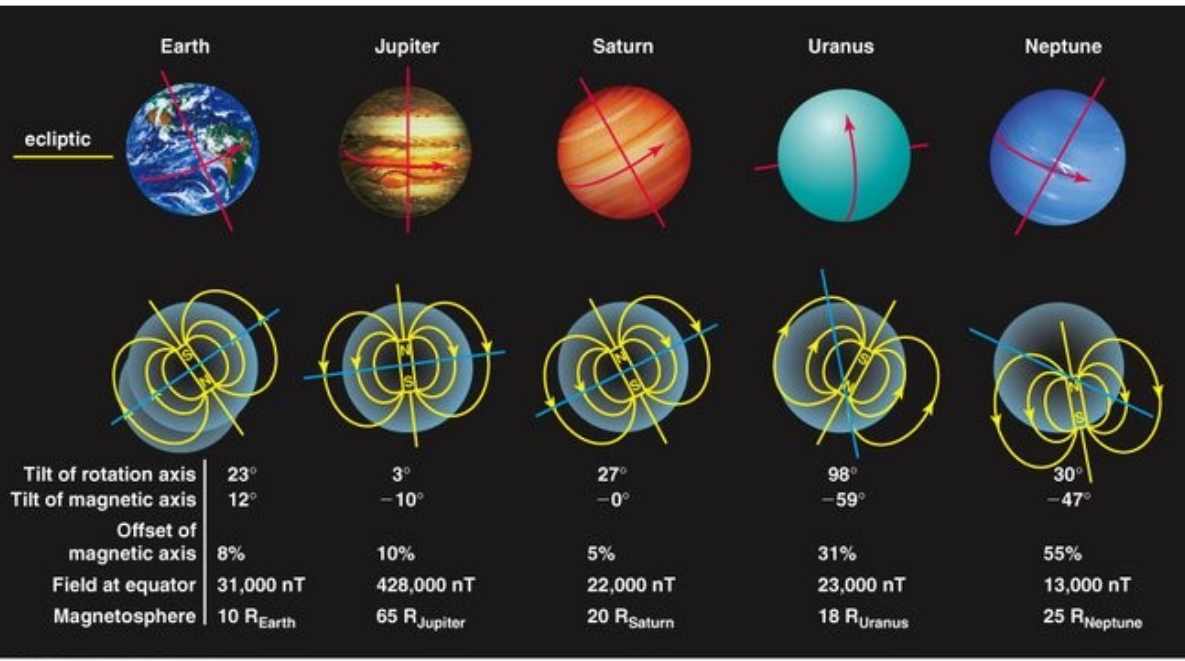 Earth Jupiter Saturn Uranus Neptune
ecliptic
S N S N
N S N S
N S N S
S N
N S
Tilt of rotation axis 23° 3° 27° 98° 30°
Tilt of magnetic axis 12° −10° −0° −59° −47°
Offset of
magnetic axis 8% 10% 5% 31% 55%
Field at equator 31,000 nT 428,000 nT 22,000 nT 23,000 nT 13,000 nT
Magnetosphere 10 REarth 65 RJupiter 20 RSaturn 18 RUranus 25 RNeptune